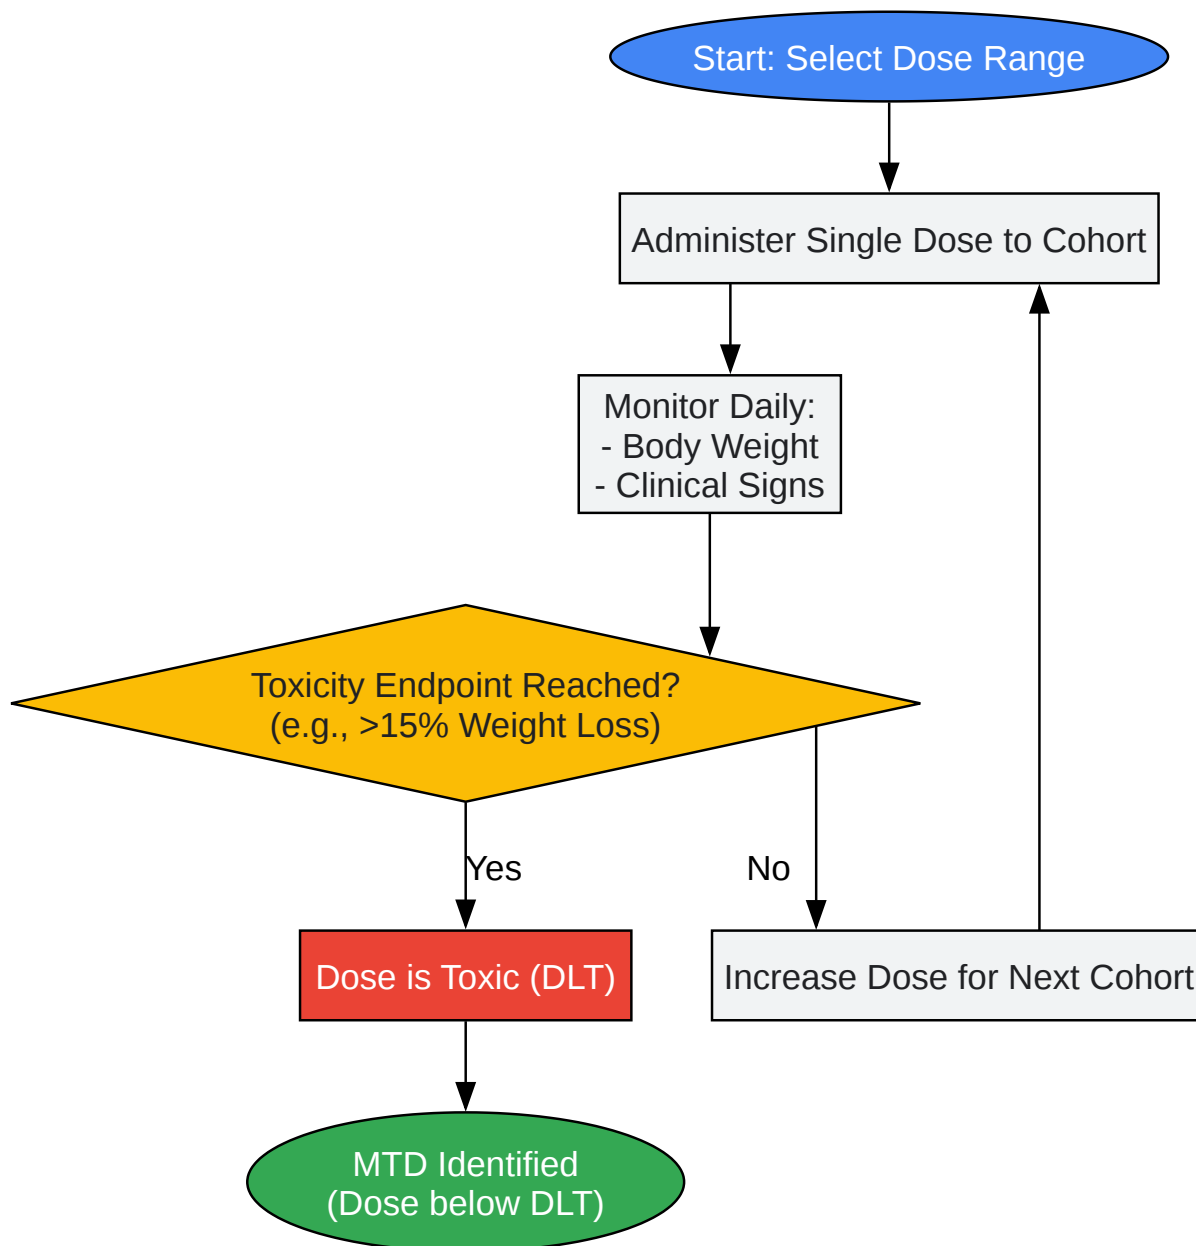 Start: Select Dose Range
Administer Single Dose to Cohort
Monitor Daily:
- Body Weight
- Clinical Signs
Toxicity Endpoint Reached?
(e.g., >15% Weight Loss)
Yes
No
Dose is Toxic (DLT)
Increase Dose for Next Cohort
MTD Identified
(Dose below DLT)